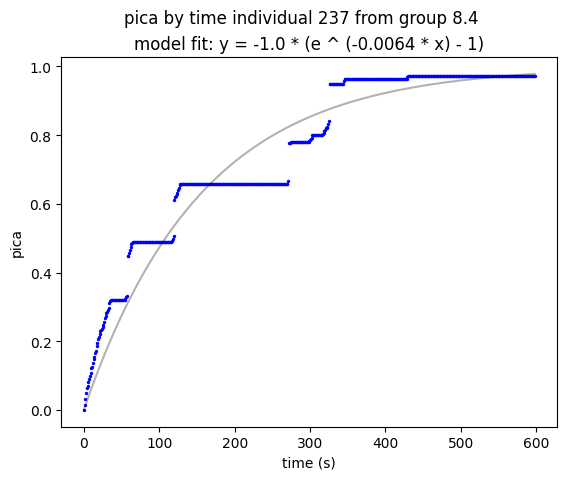 pica by time individual 237 from group 8.4
model fit: y = -1.0 * (e ^ (-0.0064 * x) - 1)
1.0
0.8
0.6
0.4
0.2
0.0
pica
0 100 200 300 400 500 600
time (s)